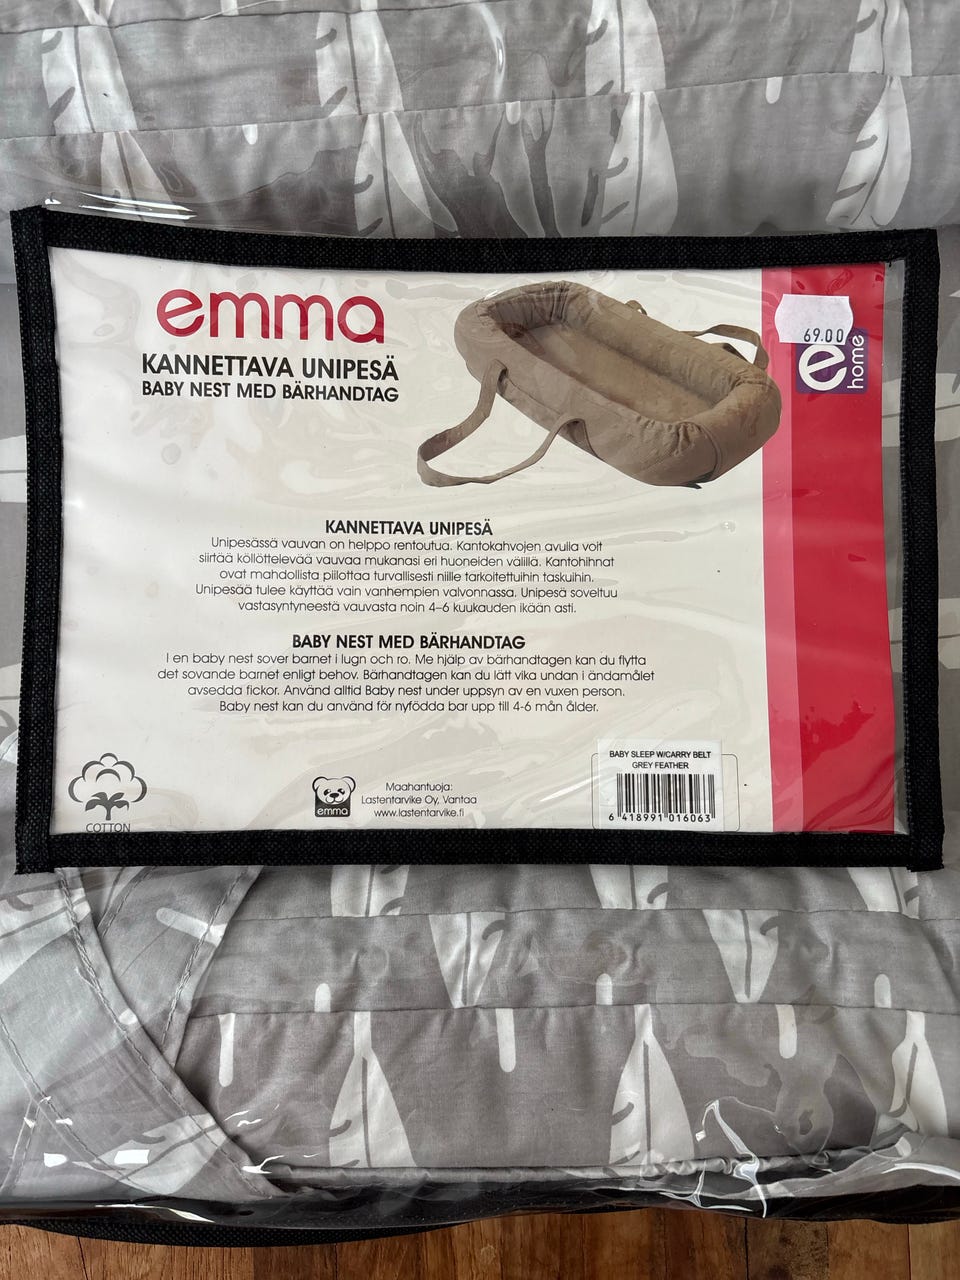 emma
KANNETTAVA UNIPESÄ
BABY NEST MED BÄRHANDTAG
69.00
e home
KANNETTAVA UNIPESÄ
Unipesässä vauvan on helppo rentoutua. Kantokahvojen avulla voit
siirtää köllöttelevää vauvaa mukanasi eri huoneiden välillä. Kantohihnat
ovat mahdollista piilottaa turvallisesti niille tarkoitettuihin taskuihin.
Unipesää tulee käyttää vain vanhempien valvonnassa. Unipesä soveltuu
vastasyntyneestä vauvasta noin 4–6 kuukauden ikään asti.
BABY NEST MED BÄRHANDTAG
I en baby nest sover barnet i lugn och ro. Me hjälp av bärhandtagen kan du flytta
det sovande barnet enligt behov. Bärhandtagen kan du lätt vika undan i ändamålet
avsedda fickor. Använd alltid Baby nest under uppsyn av en vuxen person.
Baby nest kan du använd för nyfödda bar upp till 4-6 mån ålder.
COTTON
emma
Maahantuoja:
Lastentarvike Oy, Vantaa
www.lastentarvike.fi
BABY SLEEP W/CARRY BELT
GREY FEATHER
6 418991 016063